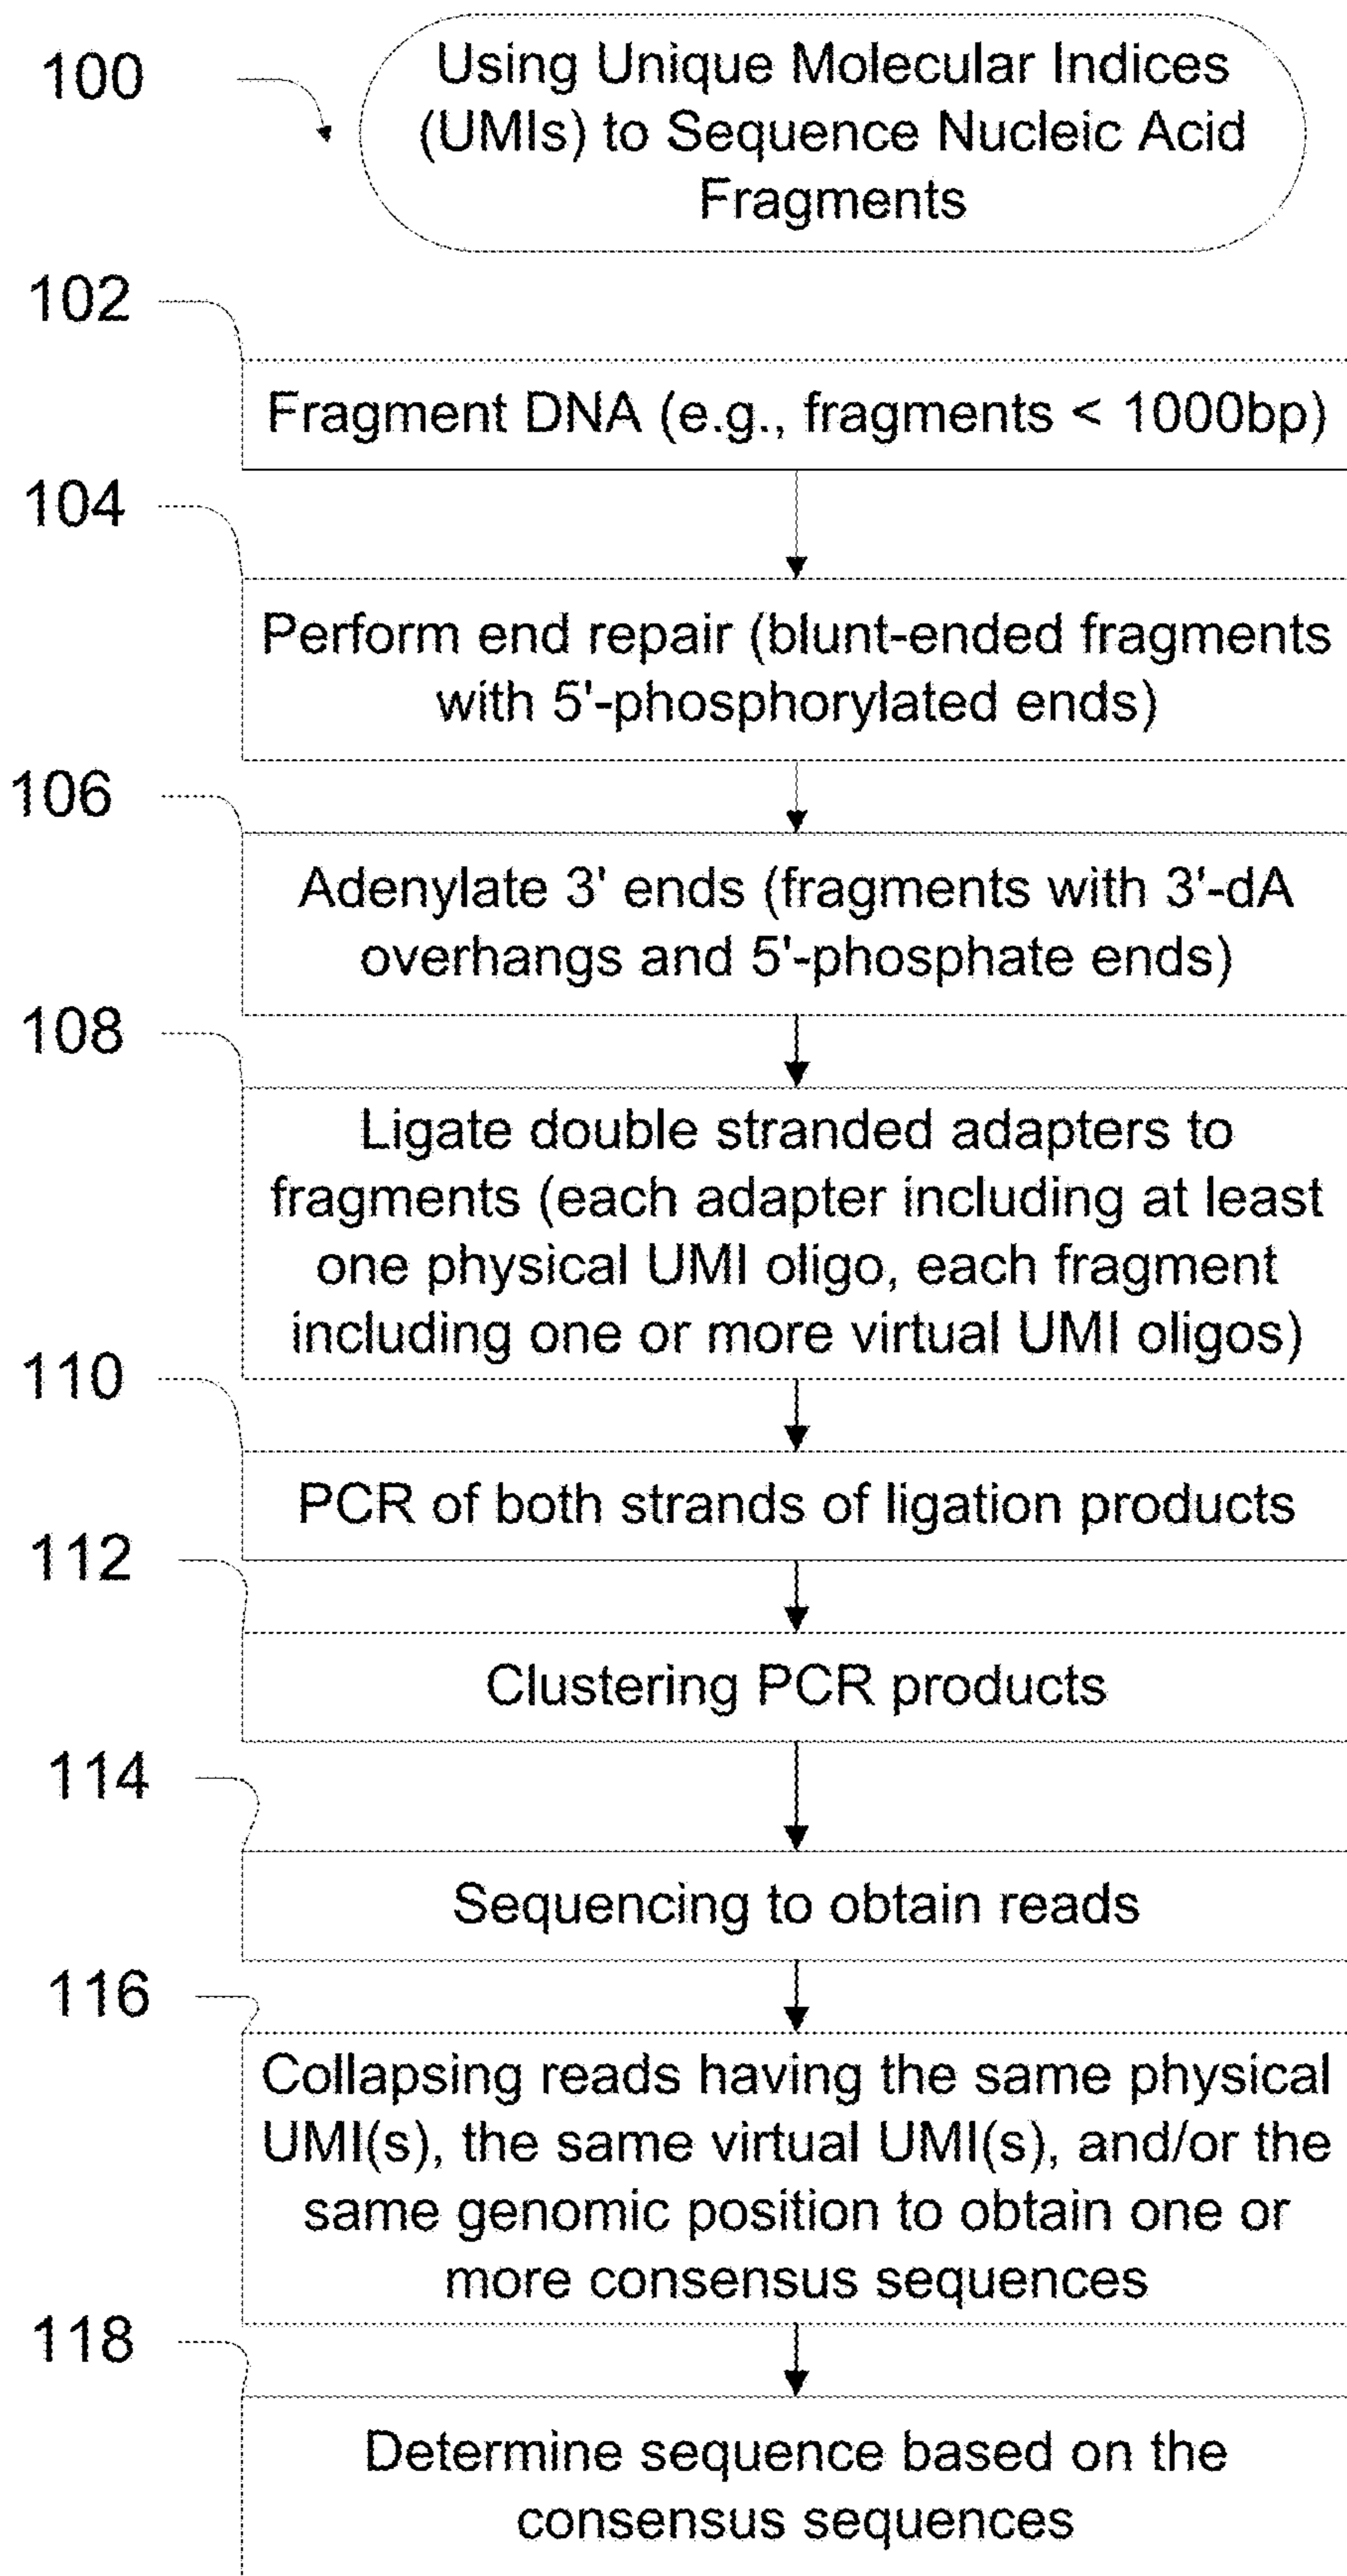 100
Using Unique Molecular Indices
(UMIs) to Sequence Nucleic Acid
Fragments
102
Fragment DNA (e.g., fragments < 1000bp)
104
Perform end repair (blunt-ended fragments
with 5'-phosphorylated ends)
106
Adenylate 3' ends (fragments with 3'-dA
overhangs and 5'-phosphate ends)
108
Ligate double stranded adapters to
fragments (each adapter including at least
one physical UMI oligo, each fragment
including one or more virtual UMI oligos)
110
PCR of both strands of ligation products
112
Clustering PCR products
114
Sequencing to obtain reads
116
Collapsing reads having the same physical
UMI(s), the same virtual UMI(s), and/or the
same genomic position to obtain one or
more consensus sequences
118
Determine sequence based on the
consensus sequences